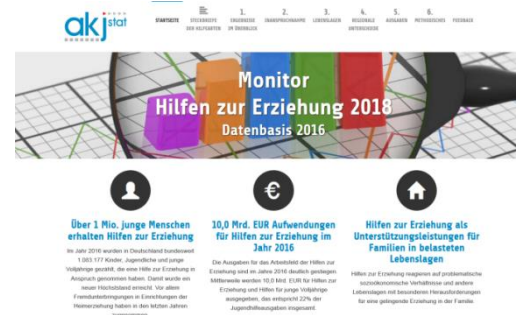 akj stat
STARTSEITE
STECKBRIEFE
DER HILFEARTEN
1.
ERGEBNISSE
IM ÜBERBLICK
2.
INANSPRUCHNAHME
3.
LEBENSLAGEN
4.
REGIONALE
UNTERSCHIEDE
5.
AUSGABEN
6.
METHODISCHES
FEEDBACK
Monitor
Hilfen zur Erziehung 2018
Datenbasis 2016
Über 1 Mio. junge Menschen
erhalten Hilfen zur Erziehung
Im Jahr 2016 wurden in Deutschland bundesweit
1.083.177 Kinder, Jugendliche und junge
Volljährige gezählt, die eine Hilfe zur Erziehung in
Anspruch genommen haben. Damit wurde ein
neuer Höchststand erreicht. Vor allem
Fremdunterbringungen in Einrichtungen der
Heimerziehung haben in den letzten Jahren
€
10,0 Mrd. EUR Aufwendungen
für Hilfen zur Erziehung im
Jahr 2016
Die Ausgaben für das Arbeitsfeld der Hilfen zur
Erziehung sind im Jahre 2016 deutlich gestiegen.
Mittlerweile werden 10,0 Mrd. EUR für Hilfen zur
Erziehung und Hilfen für junge Volljährige
ausgegeben, das entspricht 22% der
Jugendhilfeausgaben insgesamt.
Hilfen zur Erziehung als
Unterstützungsleistungen für
Familien in belasteten
Lebenslagen
Hilfen zur Erziehung reagieren auf problematische
sozioökonomische Verhältnisse und andere
Lebenslagen mit besonderen Herausforderungen
für eine gelingende Erziehung in der Familie.